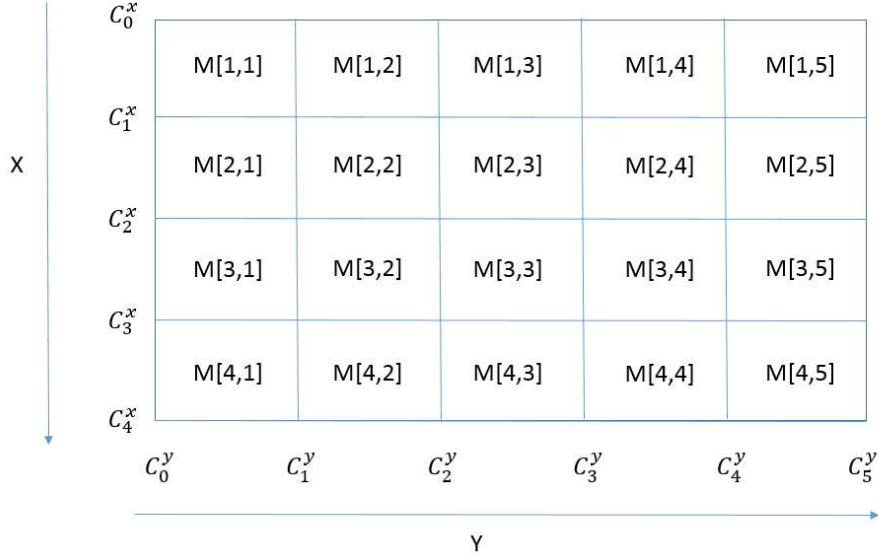 C_0^x
M[1,1] M[1,2] M[1,3] M[1,4] M[1,5]
C_1^x
X M[2,1] M[2,2] M[2,3] M[2,4] M[2,5]
C_2^x
M[3,1] M[3,2] M[3,3] M[3,4] M[3,5]
C_3^x
M[4,1] M[4,2] M[4,3] M[4,4] M[4,5]
C_4^x
C_0^y C_1^y C_2^y C_3^y C_4^y C_5^y
Y